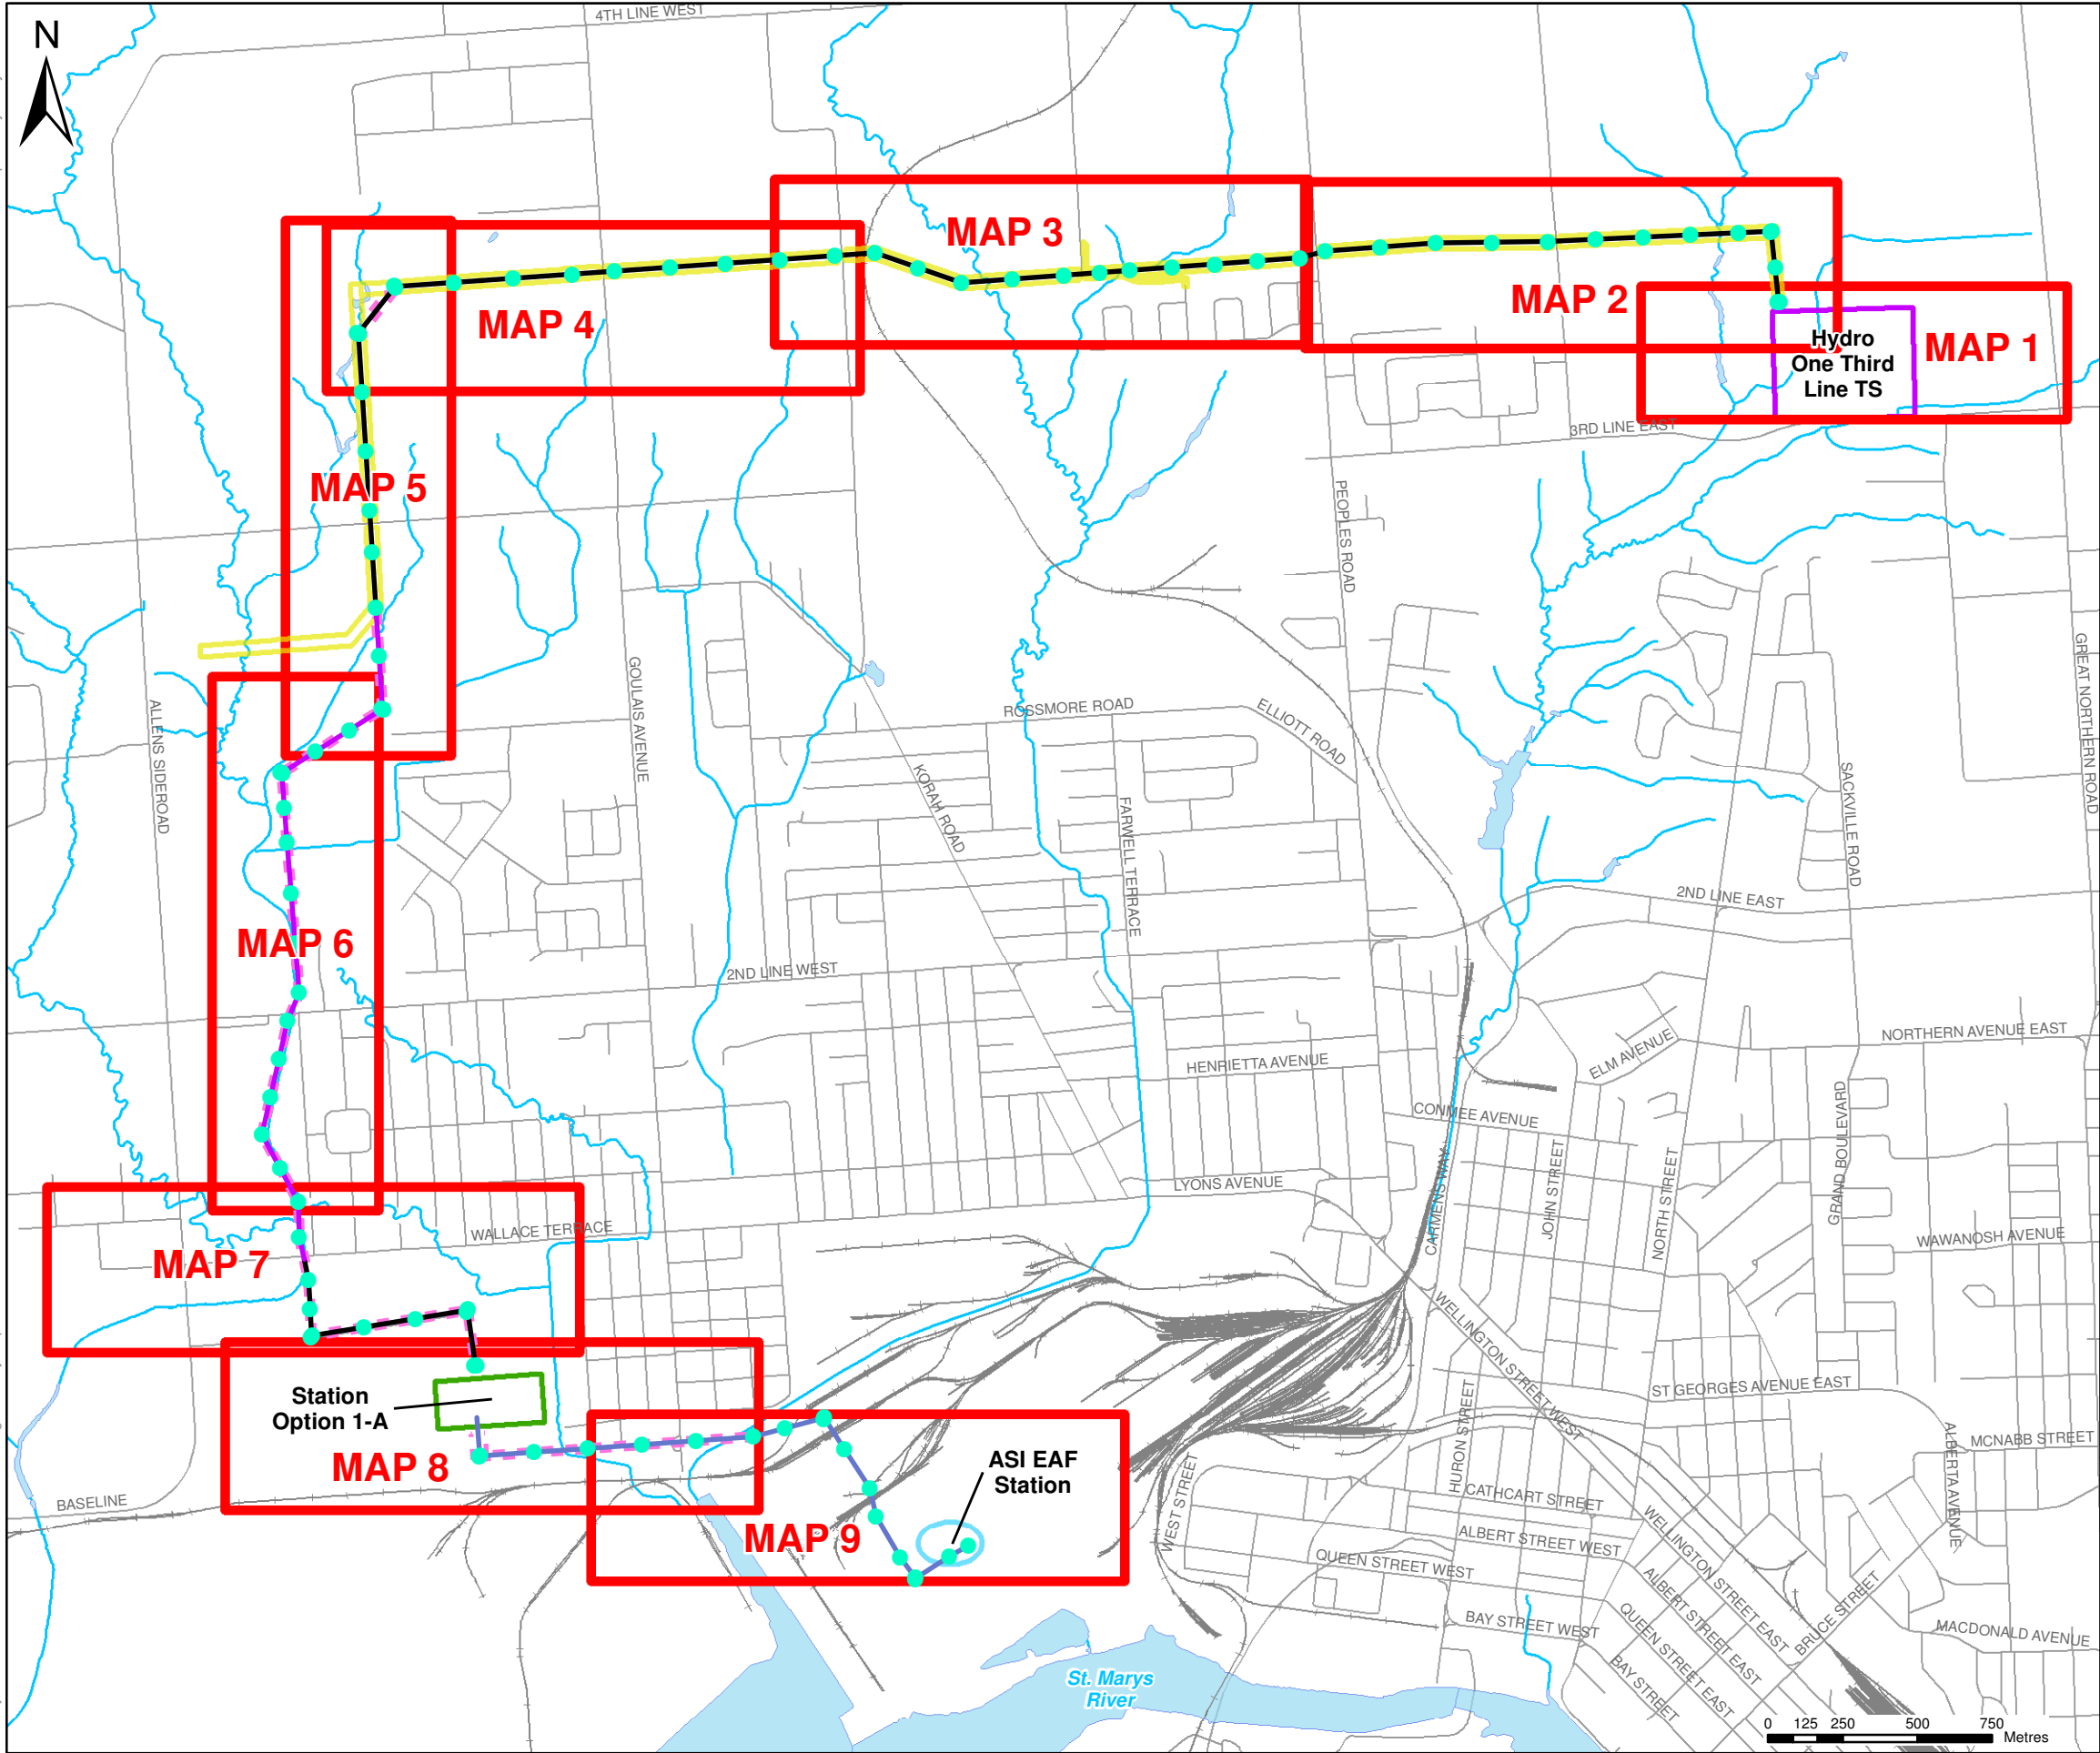 4TH LINE WEST
N
MAP 3
MAP 2
MAP 4
Hydro
One Third
Line TS
MAP 1
3RD LINE EAST
MAP 5
PEOPLES ROAD
GREAT NORTHERN ROAD
GOULAIS AVENUE
ALLENS SIDEROAD
ROSSMORE ROAD
ELLIOTT ROAD
KORAH ROAD
FARWELL TERRACE
SACKVILLE ROAD
2ND LINE EAST
MAP 6
2ND LINE WEST
NORTHERN AVENUE EAST
ELM AVENUE
HENRIETTA AVENUE
CONMEE AVENUE
GRAND BOULEVARD
JOHN STREET
NORTH STREET
CARMENS WAY
LYONS AVENUE
WALLACE TERRACE
WAWANOSH AVENUE
MAP 7
WELLINGTON STREET WEST
ST GEORGES AVENUE EAST
Station
Option 1-A
HURON STREET
ALBERTA AVENUE
MCNABB STREET
MAP 8
ASI EAF
Station
WEST STREET
CATHCART STREET
BASELINE
MAP 9
ALBERT STREET WEST
WELLINGTON STREET EAST
QUEEN STREET WEST
ALBERT STREET EAST
QUEEN STREET EAST
BRUCE STREET
BAY STREET WEST
MACDONALD AVENUE
BAY STREET
St. Marys
River
0 125 250 500 750
Metres